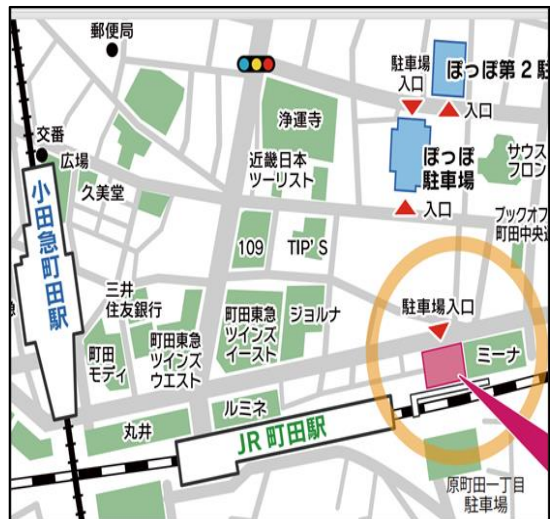 郵便局
駐車場
入口
ぽっぽ第2駐
浄運寺
入口
交番
広場
久美堂
近畿日本
ツーリスト
ぽっぽ
駐車場
サウス
フロン
入口
小田急町田駅
109
TIP'S
ブックオフ
町田中央通
三井
住友銀行
町田東急
ツインズ
イースト
ジョルナ
駐車場入口
町田
モディ
町田東急
ツインズ
ウエスト
ミーナ
ルミネ
丸井
JR町田駅
原町田一丁目
駐車場